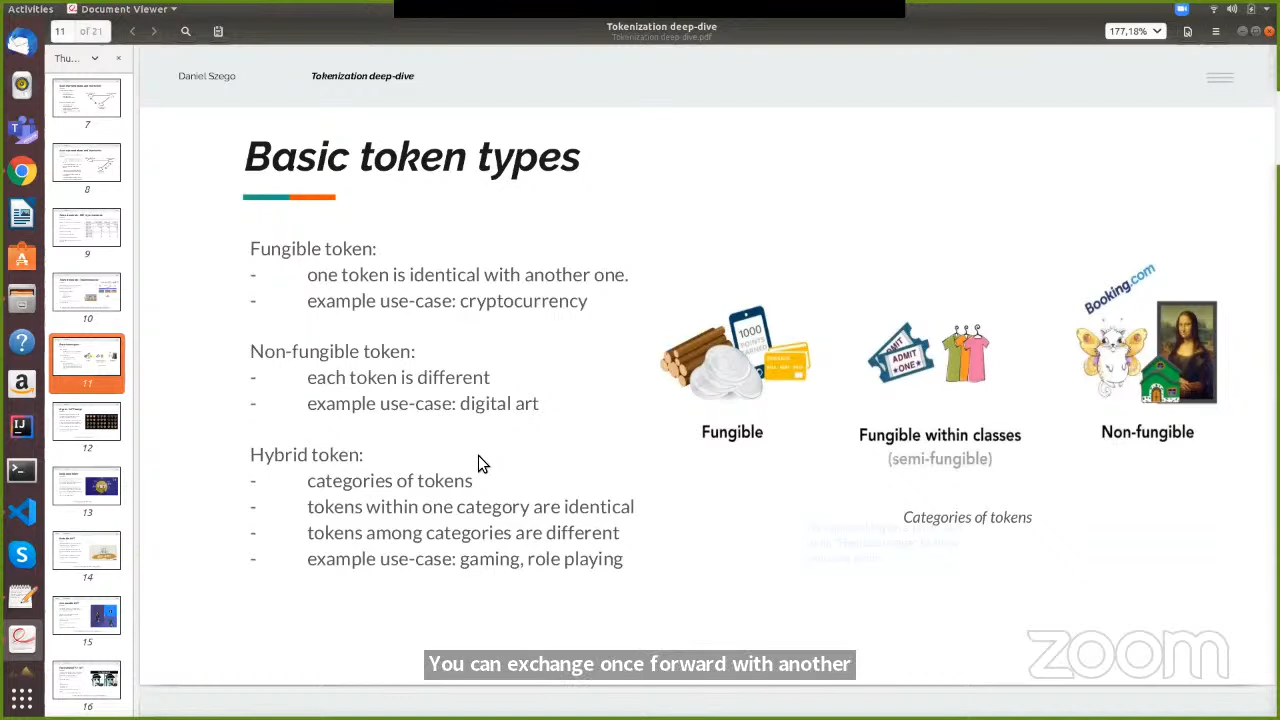 Activities
Document Viewer
11 of 21
Tokenization deep-dive
Tokenization deep-dive.pdf
177,18%
Thu...
7
8
9
10
11
12
13
14
15
16
Daniel Szego
Tokenization deep-dive
Basic token types
Fungible token:
- one token is identical with another one.
- example use-case: cryptocurrency
Non-fungible token:
- each token is different
- example use-case: digital art
Hybrid token:
- categories of tokens
- tokens within one category are identical
- tokens among categories are different
- example use-case: gaming, role playing
1000
POINTS
EARNED
ADMIT
ADMIT
ONE
Booking.com
Fungible
Fungible within classes
(semi-fungible)
Non-fungible
Categories of tokens
You can exchange once forward with another
zoom